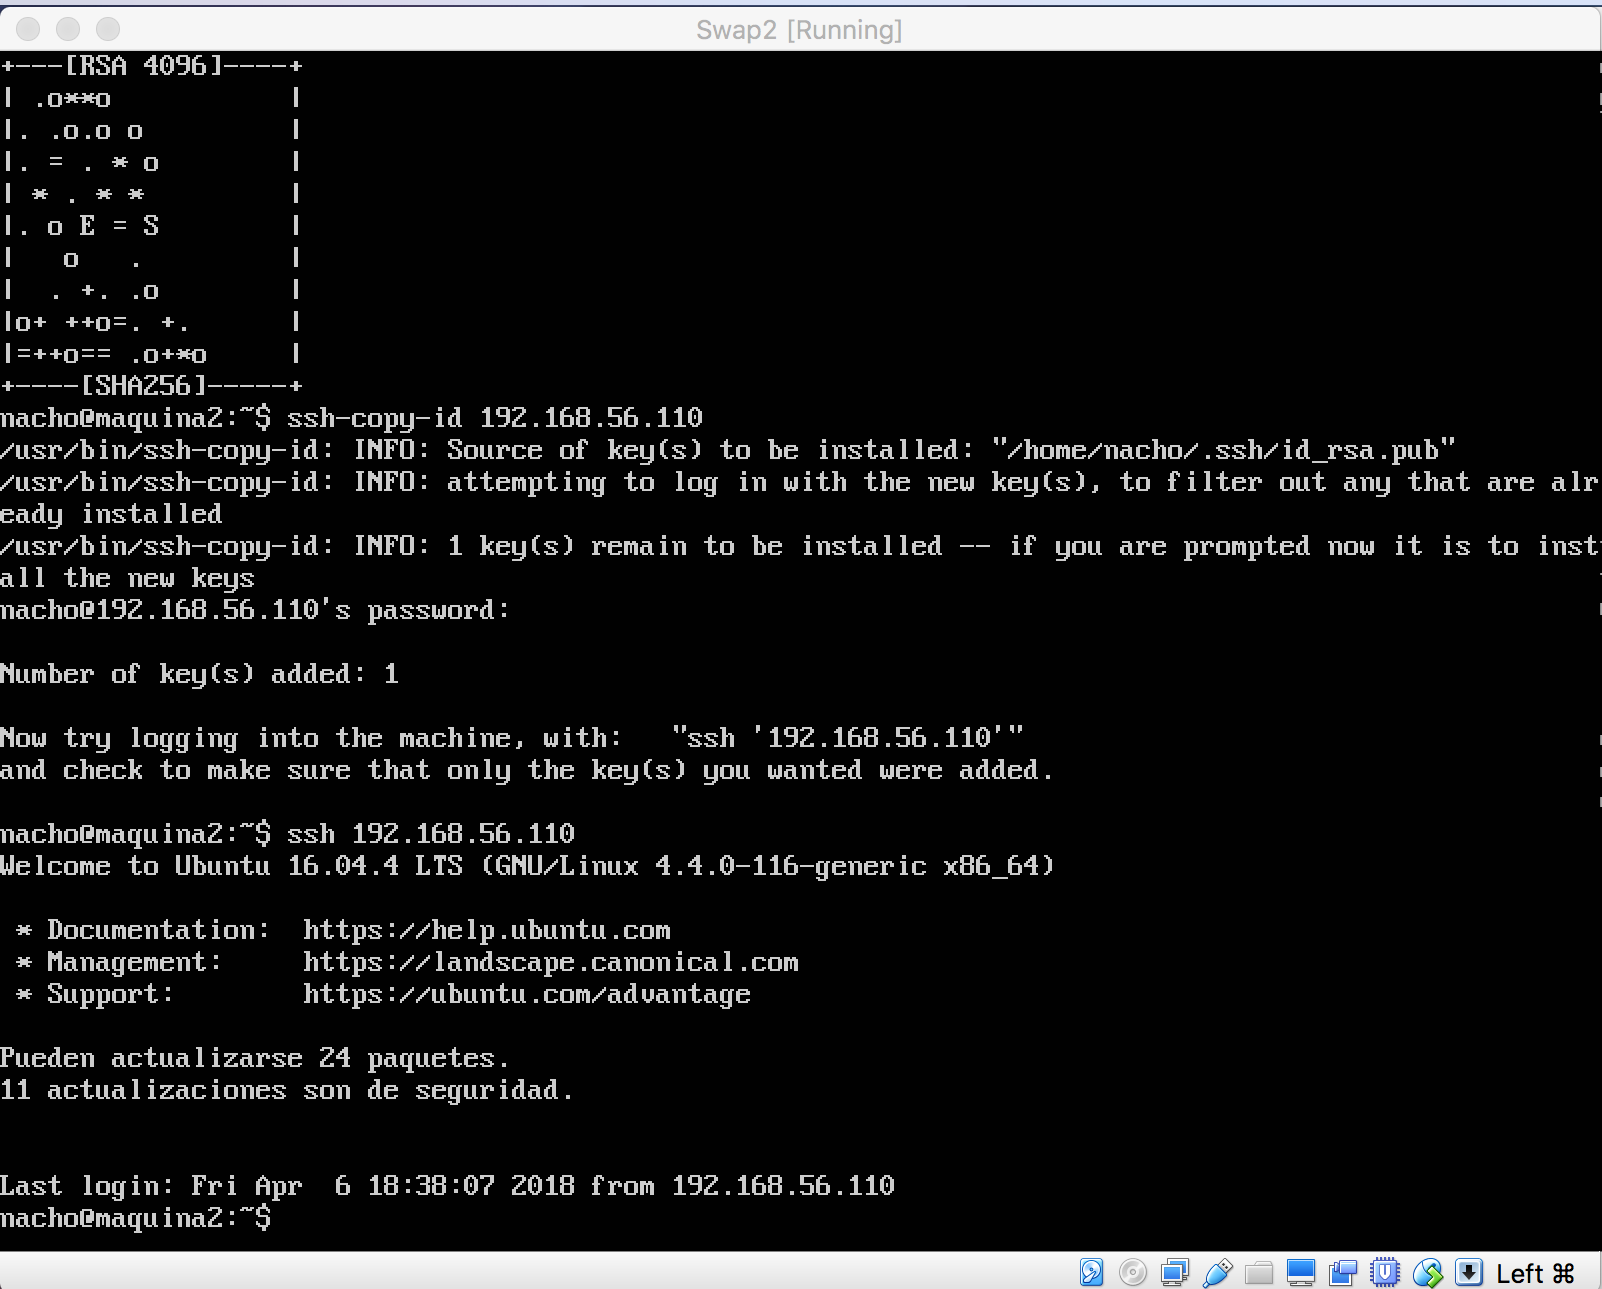 Swap2 [Running]
+---[RSA 4096]----+
| .o**o           |
|. .o.o o         |
|. = . * o        |
| * . * *         |
|. o E = S        |
|   o   .         |
|  . +. .o        |
|o+ ++o=. +.      |
|=++o== .o+*o     |
+----[SHA256]-----+
nacho@maquina2:~$ ssh-copy-id 192.168.56.110
/usr/bin/ssh-copy-id: INFO: Source of key(s) to be installed: "/home/nacho/.ssh/id_rsa.pub"
/usr/bin/ssh-copy-id: INFO: attempting to log in with the new key(s), to filter out any that are alr
eady installed
/usr/bin/ssh-copy-id: INFO: 1 key(s) remain to be installed -- if you are prompted now it is to inst
all the new keys
nacho@192.168.56.110's password:
Number of key(s) added: 1
Now try logging into the machine, with:   "ssh '192.168.56.110'"
and check to make sure that only the key(s) you wanted were added.
nacho@maquina2:~$ ssh 192.168.56.110
Welcome to Ubuntu 16.04.4 LTS (GNU/Linux 4.4.0-116-generic x86_64)
 * Documentation:  https://help.ubuntu.com
 * Management:     https://landscape.canonical.com
 * Support:        https://ubuntu.com/advantage
Pueden actualizarse 24 paquetes.
11 actualizaciones son de seguridad.
Last login: Fri Apr  6 18:38:07 2018 from 192.168.56.110
nacho@maquina2:~$
Left ⌘